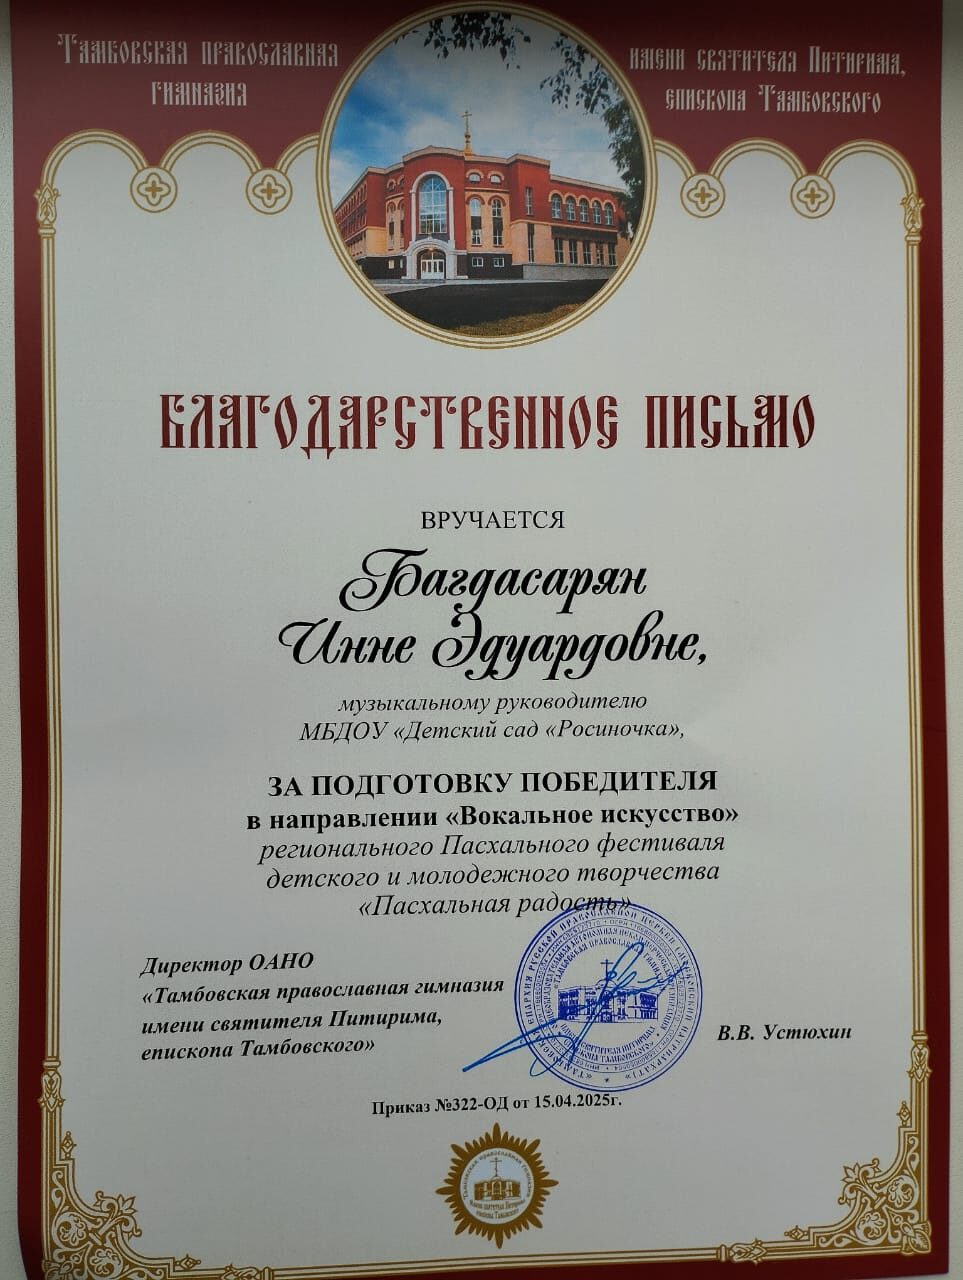 Тамбовская православная
гимназия
имени святителя Питирима,
епископа Тамбовского
БЛАГОДАРСТВЕННОЕ ПИСЬМО
ВРУЧАЕТСЯ
Багдасарян
Инне Эдуардовне,
музыкальному руководителю
МБДОУ «Детский сад «Росиночка»,
ЗА ПОДГОТОВКУ ПОБЕДИТЕЛЯ
в направлении «Вокальное искусство»
регионального Пасхального фестиваля
детского и молодежного творчества
«Пасхальная радость»
Директор ОАНО
«Тамбовская православная гимназия
имени святителя Питирима,
епископа Тамбовского»
В.В. Устюхин
Приказ №322-ОД от 15.04.2025г.